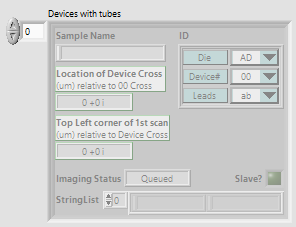 Devices with tubes
0
Sample Name
ID
Die AD
Device# 00
Leads ab
Location of Device Cross
(um) relative to 00 Cross
0 +0 i
Top Left corner of 1st scan
(um) relative to Device Cross
0 +0 i
Imaging Status Queued Slave?
StringList 0